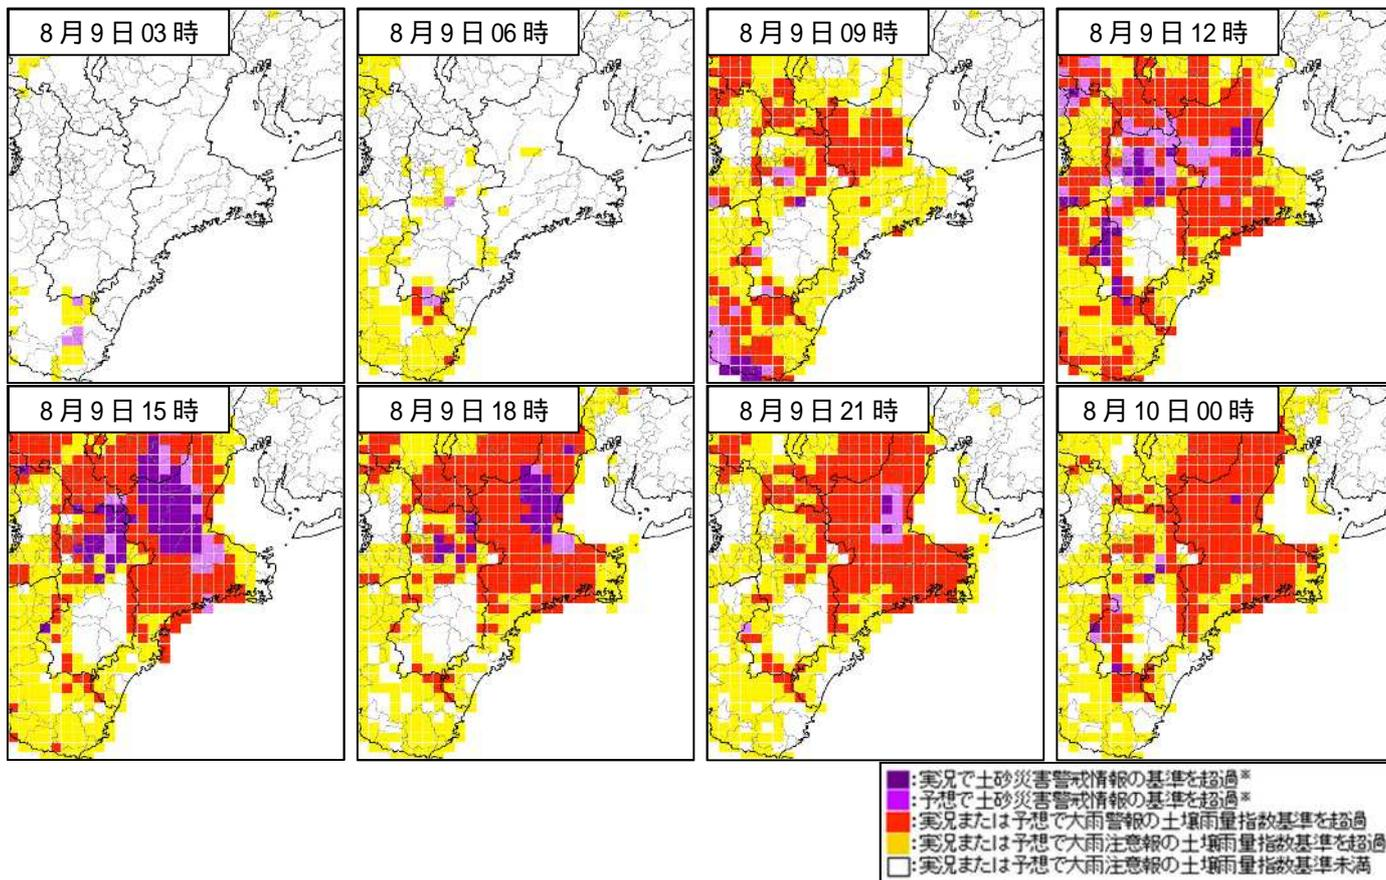 8月9日03時
8月9日06時
8月9日09時
8月9日12時
8月9日15時
8月9日18時
8月9日21時
8月10日00時
:実況で土砂災害警戒情報の基準を超過※
:予想で土砂災害警戒情報の基準を超過※
:実況または予想で大雨警報の土壌雨量指数基準を超過
:実況または予想で大雨注意報の土壌雨量指数基準を超過
:実況または予想で大雨注意報の土壌雨量指数基準未満